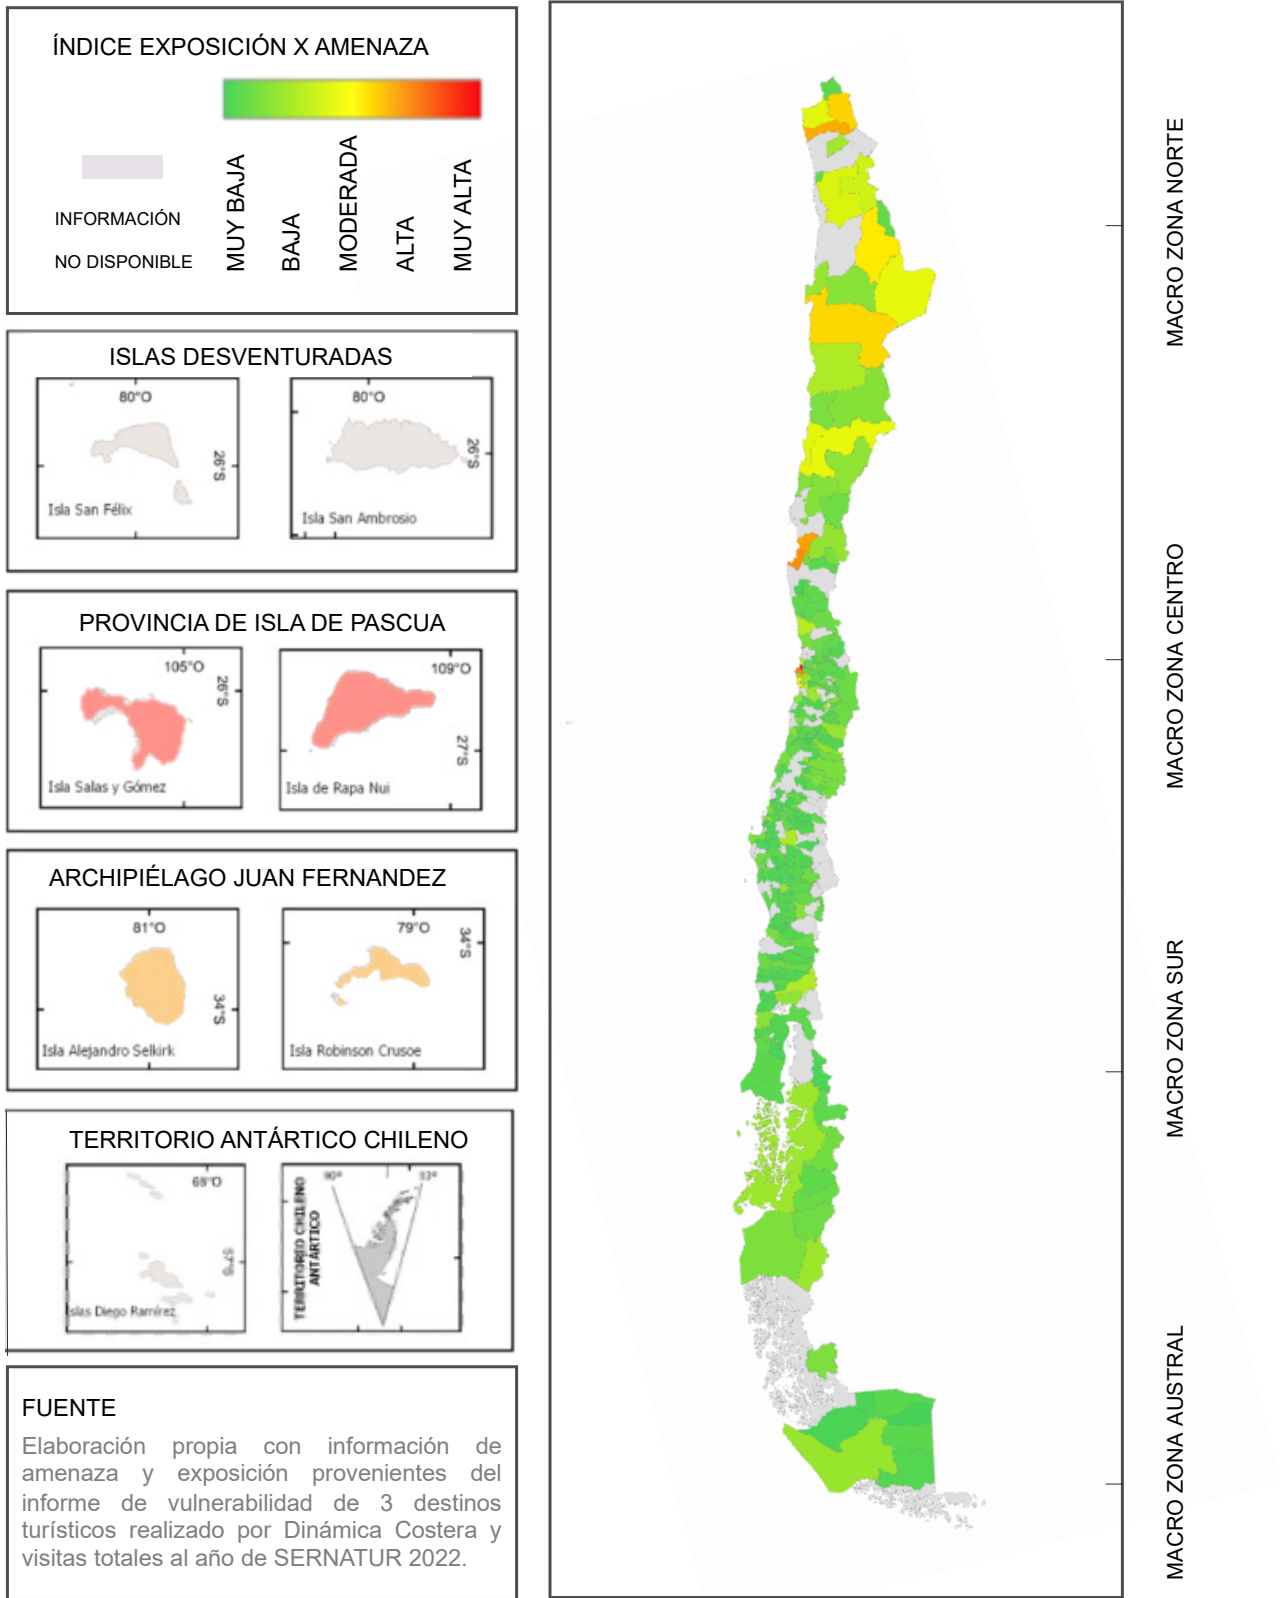 ÍNDICE EXPOSICIÓN X AMENAZA
INFORMACIÓN
NO DISPONIBLE
MUY BAJA
BAJA
MODERADA
ALTA
MUY ALTA
ISLAS DESVENTURADAS
80°O
26°S
Isla San Félix
80°O
26°S
Isla San Ambrosio
PROVINCIA DE ISLA DE PASCUA
105°O
26°S
Isla Salas y Gómez
109°O
27°S
Isla de Rapa Nui
ARCHIPIÉLAGO JUAN FERNANDEZ
81°O
34°S
Isla Alejandro Selkirk
79°O
34°S
Isla Robinson Crusoe
TERRITORIO ANTÁRTICO CHILENO
Islas Diego Ramírez
90°
53°
TERRITORIO CHILENO
ANTÁRTICO
FUENTE
Elaboración propia con información de
amenaza y exposición provenientes del
informe de vulnerabilidad de 3 destinos
turísticos realizado por Dinámica Costera y
visitas totales al año de SERNATUR 2022.
MACRO ZONA NORTE
MACRO ZONA CENTRO
MACRO ZONA SUR
MACRO ZONA AUSTRAL